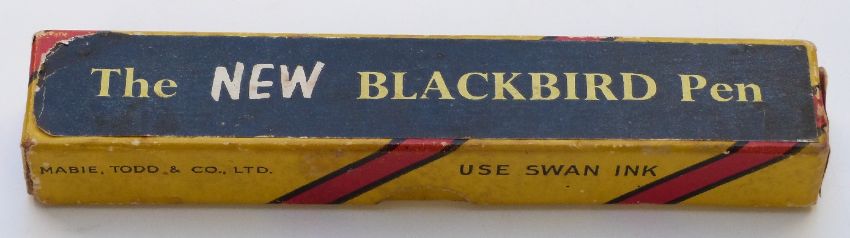 The NEW BLACKBIRD Pen
MABIE, TODD & CO., LTD. USE SWAN INK